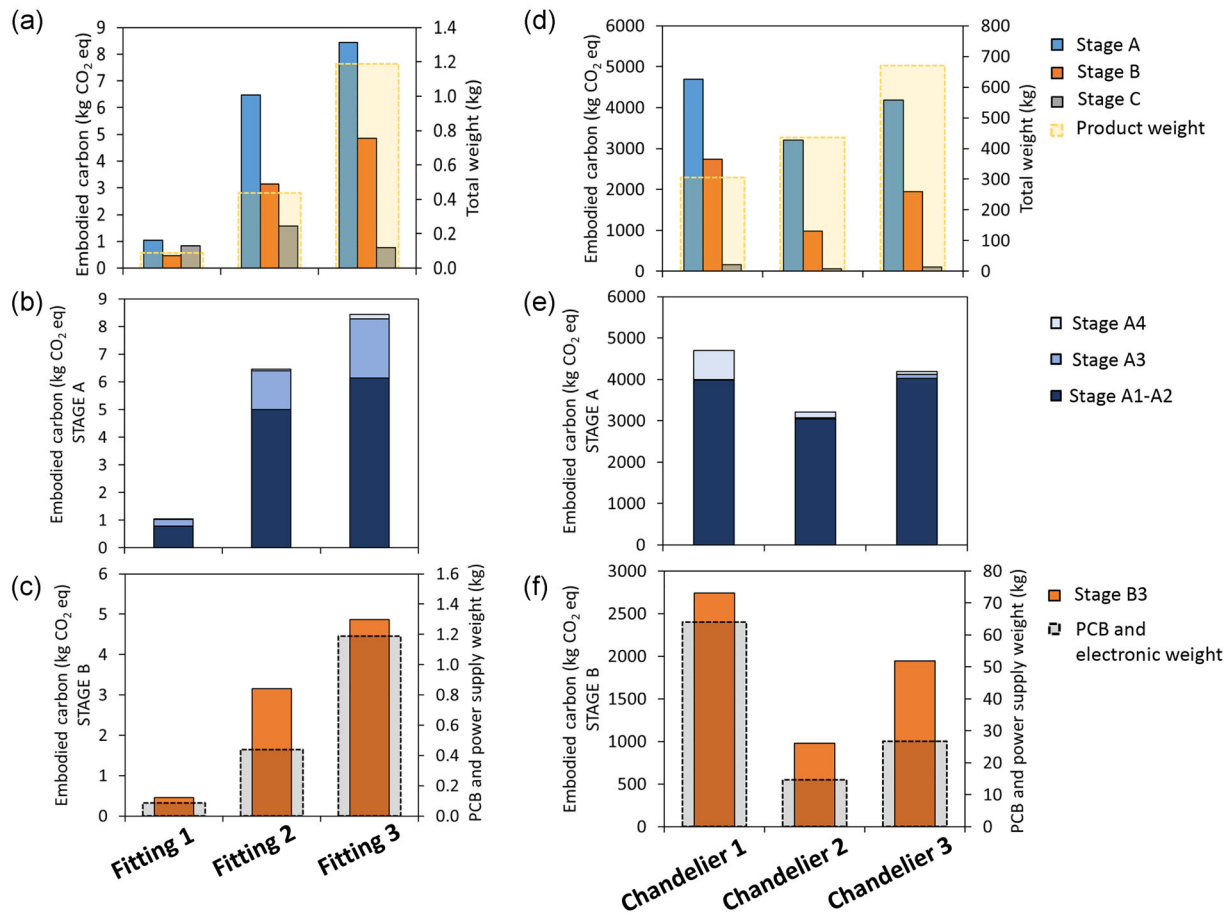 (a)
Embodied carbon (kg CO2 eq)
9
8
7
6
5
4
3
2
1
0
1.4
1.2
1.0
0.8
0.6
0.4
0.2
0.0
Total weight (kg)
(d)
Embodied carbon (kg CO2 eq)
6000
5000
4000
3000
2000
1000
0
800
700
600
500
400
300
200
100
0
Total weight (kg)
Stage A
Stage B
Stage C
Product weight
(b)
Embodied carbon (kg CO2 eq)
STAGE A
9
8
7
6
5
4
3
2
1
0
(e)
Embodied carbon (kg CO2 eq)
STAGE A
6000
5000
4000
3000
2000
1000
0
Stage A4
Stage A3
Stage A1-A2
(c)
Embodied carbon (kg CO2 eq)
STAGE B
6
5
4
3
2
1
0
1.6
1.4
1.2
1.0
0.8
0.6
0.4
0.2
0.0
PCB and power supply weight (kg)
Fitting 1
Fitting 2
Fitting 3
(f)
Embodied carbon (kg CO2 eq)
STAGE B
3000
2500
2000
1500
1000
500
0
80
70
60
50
40
30
20
10
0
PCB and power supply weight (kg)
Chandelier 1
Chandelier 2
Chandelier 3
Stage B3
PCB and
electronic weight